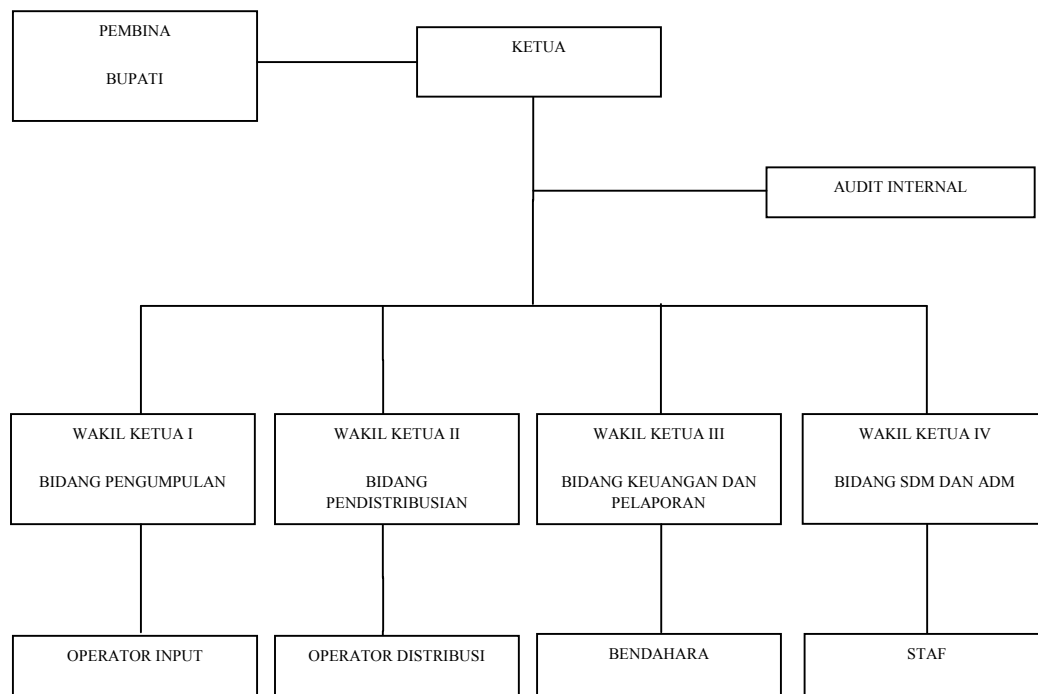 PEMBINA
BUPATI
KETUA
AUDIT INTERNAL
WAKIL KETUA I
BIDANG PENGUMPULAN
WAKIL KETUA II
BIDANG
PENDISTRIBUSIAN
WAKIL KETUA III
BIDANG KEUANGAN DAN
PELAPORAN
WAKIL KETUA IV
BIDANG SDM DAN ADM
OPERATOR INPUT
OPERATOR DISTRIBUSI
BENDAHARA
STAF